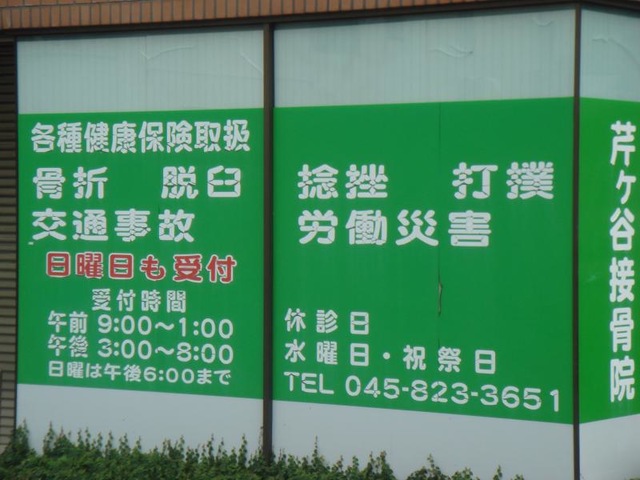 各種健康保険取扱
骨折 脱臼
交通事故
日曜日も受付
受付時間
午前 9:00〜1:00
午後 3:00〜8:00
日曜は午後6:00まで
捻挫 打撲
労働災害
休診日
水曜日・祝祭日
TEL 045-823-3651
芹ケ谷接骨院